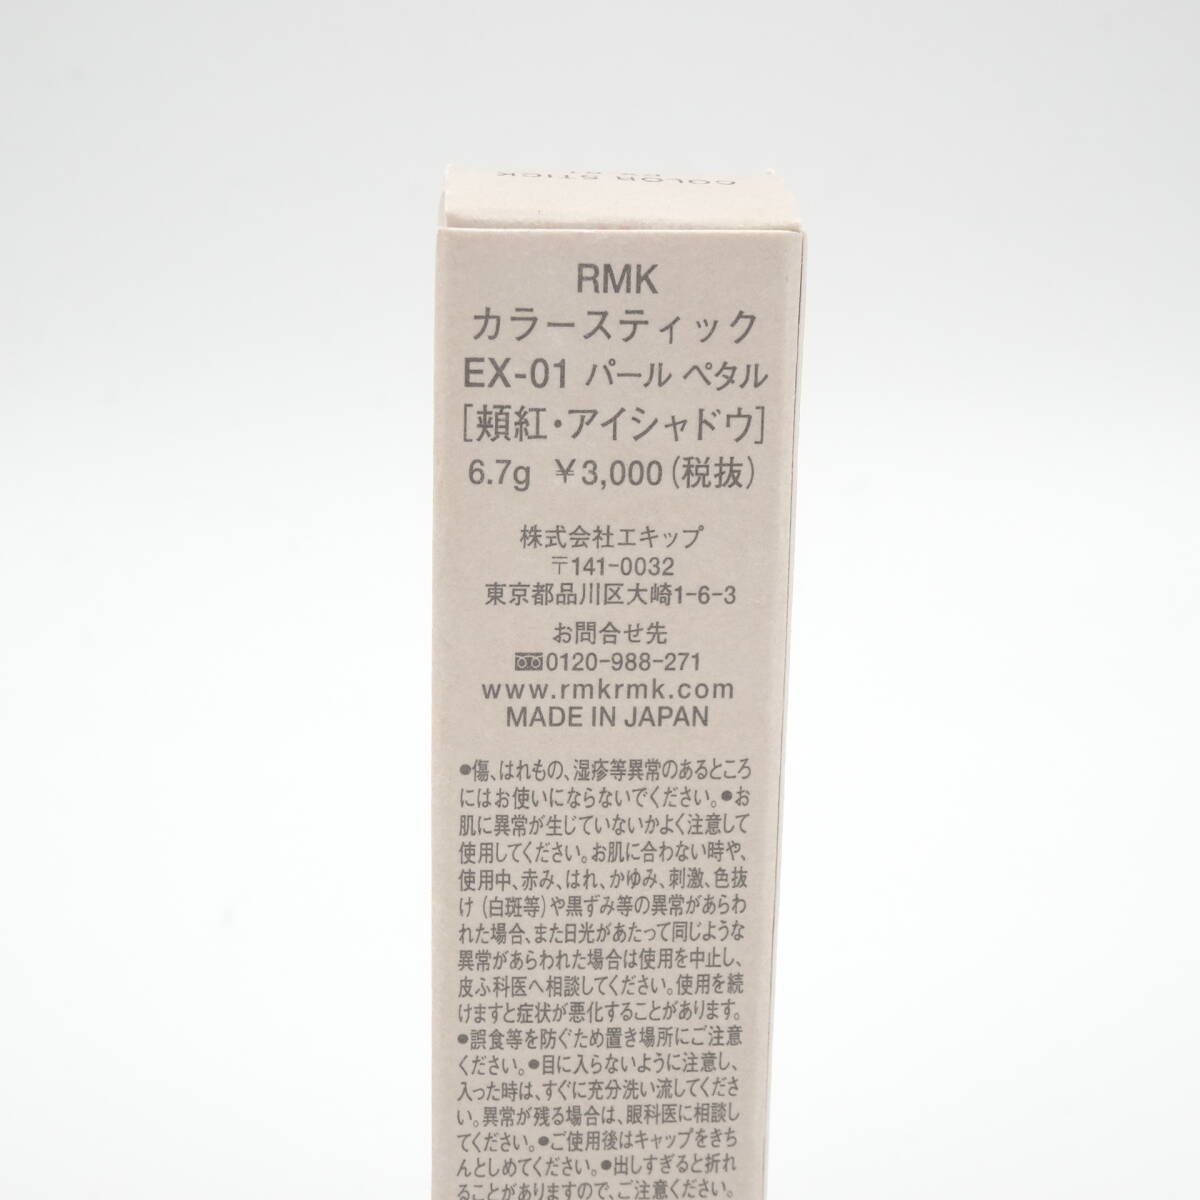 COLOR STICK
RMK
カラースティック
EX-01 パール ペタル
[頬紅・アイシャドウ]
6.7g ¥3,000(税抜)
株式会社エキップ
〒141-0032
東京都品川区大崎1-6-3
お問合せ先
0120-988-271
www.rmkrmk.com
MADE IN JAPAN
●傷、はれもの、湿疹等異常のあるところ
にはお使いにならないでください。●お
肌に異常が生じていないかよく注意して
使用してください。お肌に合わない時や、
使用中、赤み、はれ、かゆみ、刺激、色抜
け(白斑等)や黒ずみ等の異常があらわ
れた場合、また日光があたって同じような
異常があらわれた場合は使用を中止し、
皮ふ科医へ相談してください。使用を続
けますと症状が悪化することがあります。
●誤食等を防ぐため置き場所にご注意
ください。●目に入らないように注意し、
入った時は、すぐに充分洗い流してくださ
い。異常が残る場合は、眼科医に相談し
てください。●ご使用後はキャップをきち
んとしめてください。●出しすぎると折れ
ることがありますので、ご注意ください。